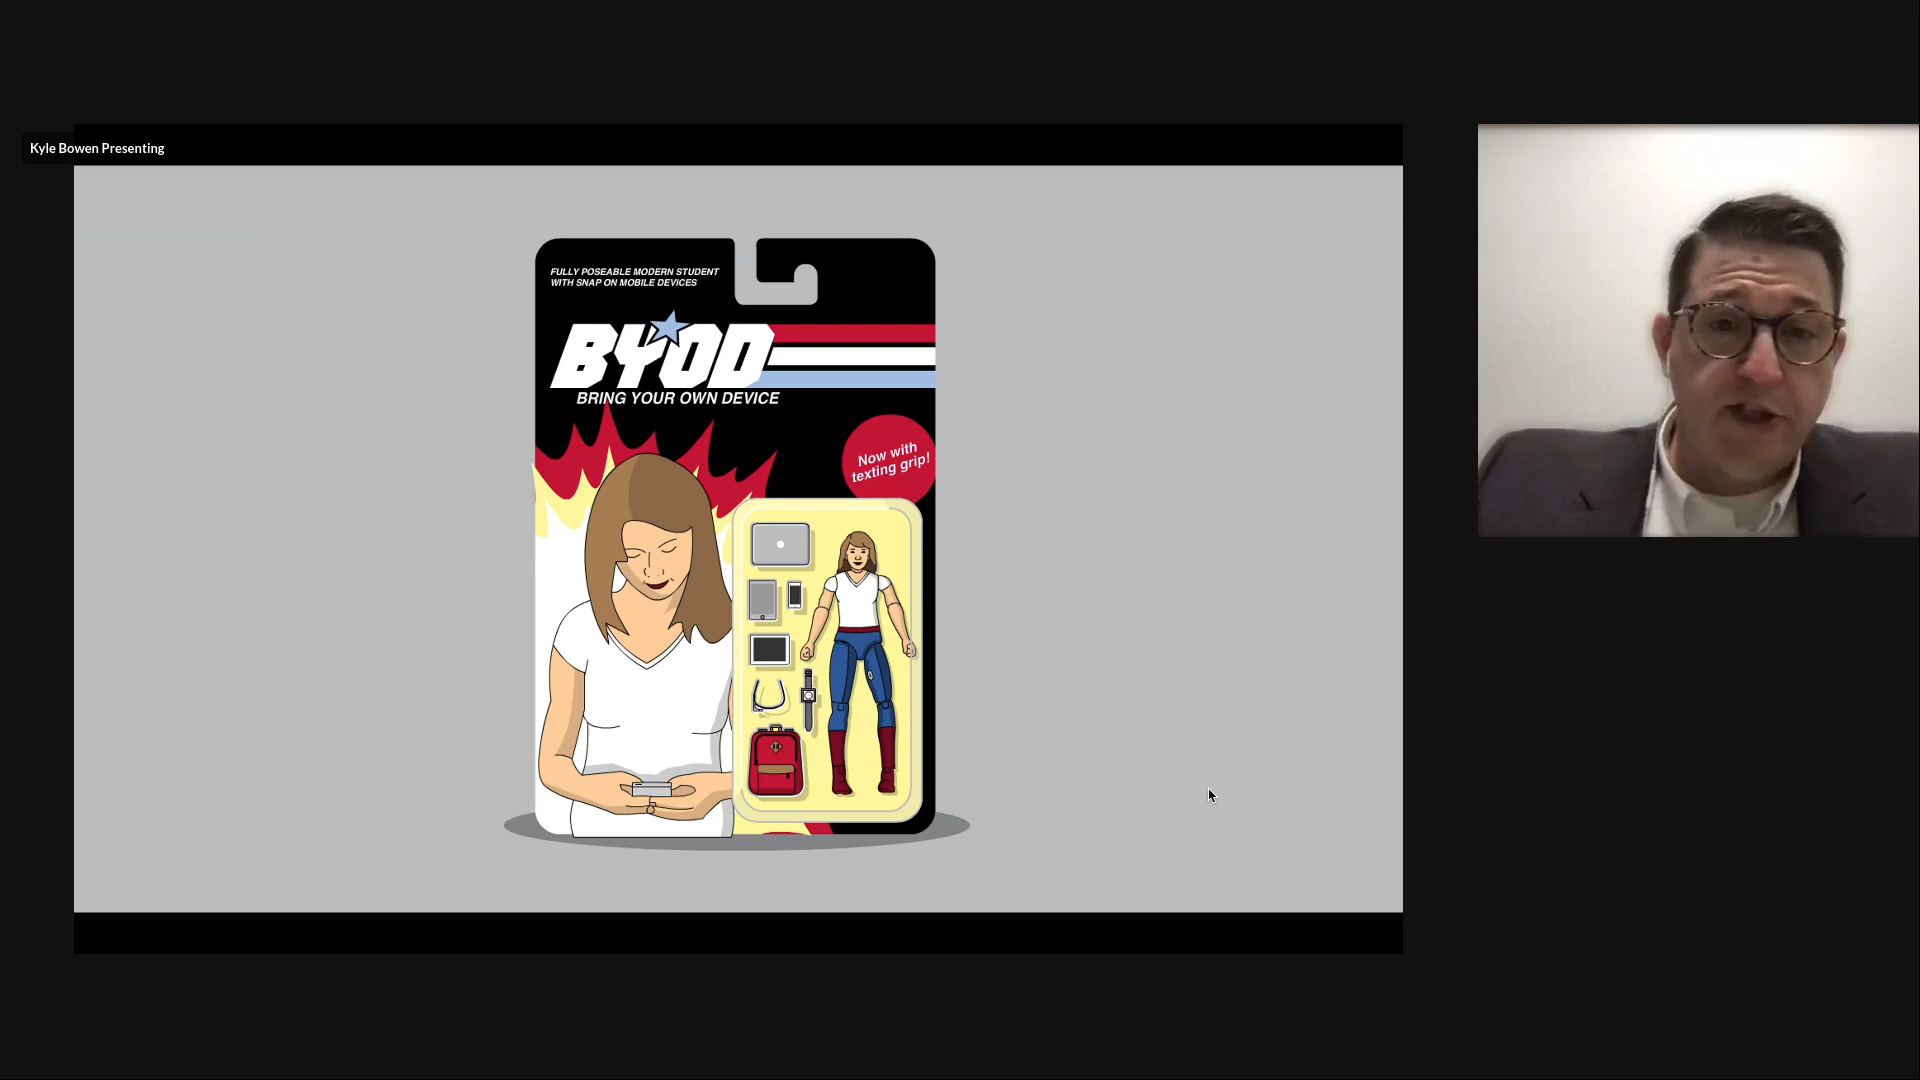 Kyle Bowen Presenting
FULLY POSEABLE MODERN STUDENT
WITH SNAP ON MOBILE DEVICES
BYOD
BRING YOUR OWN DEVICE
Now with
texting grip!